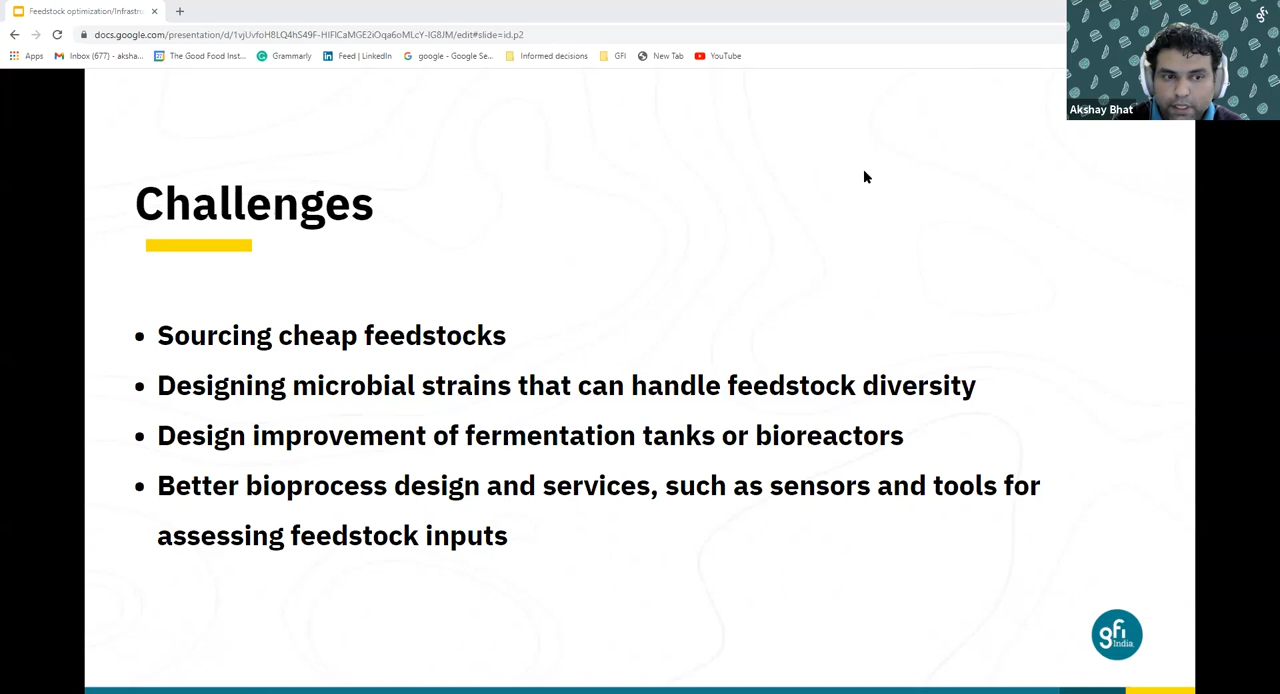 Feedstock optimization/Infrastru
docs.google.com/presentation/d/1vjUvfoH8LQ4hS49F-HIFlCaMGE2iOqa6oMLcY-IG8JM/edit#slide=id.p2
Apps
Inbox (677) - aksha...
The Good Food Inst...
Grammarly
Feed | LinkedIn
google - Google Se...
Informed decisions
GFI
New Tab
YouTube
gfi
Akshay Bhat
Challenges
• Sourcing cheap feedstocks
• Designing microbial strains that can handle feedstock diversity
• Design improvement of fermentation tanks or bioreactors
• Better bioprocess design and services, such as sensors and tools for
assessing feedstock inputs
gfi
India